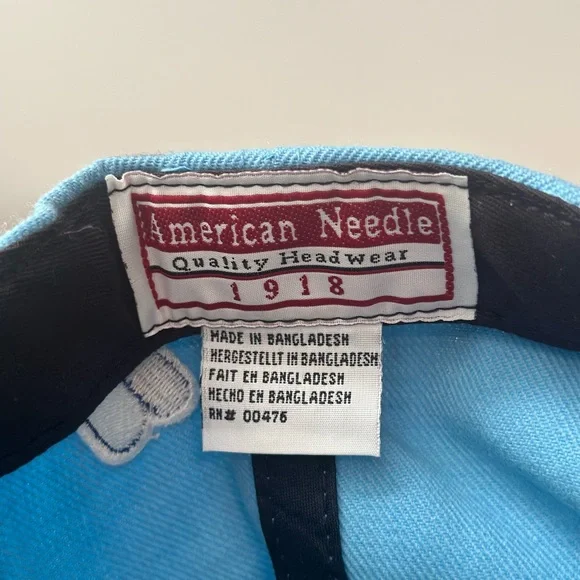 American Needle
Quality Headwear
1918
MADE IN BANGLADESH
HERGESTELLT IN BANGLADESH
FAIT EN BANGLADESH
HECHO EN BANGLADESH
RN# 00476